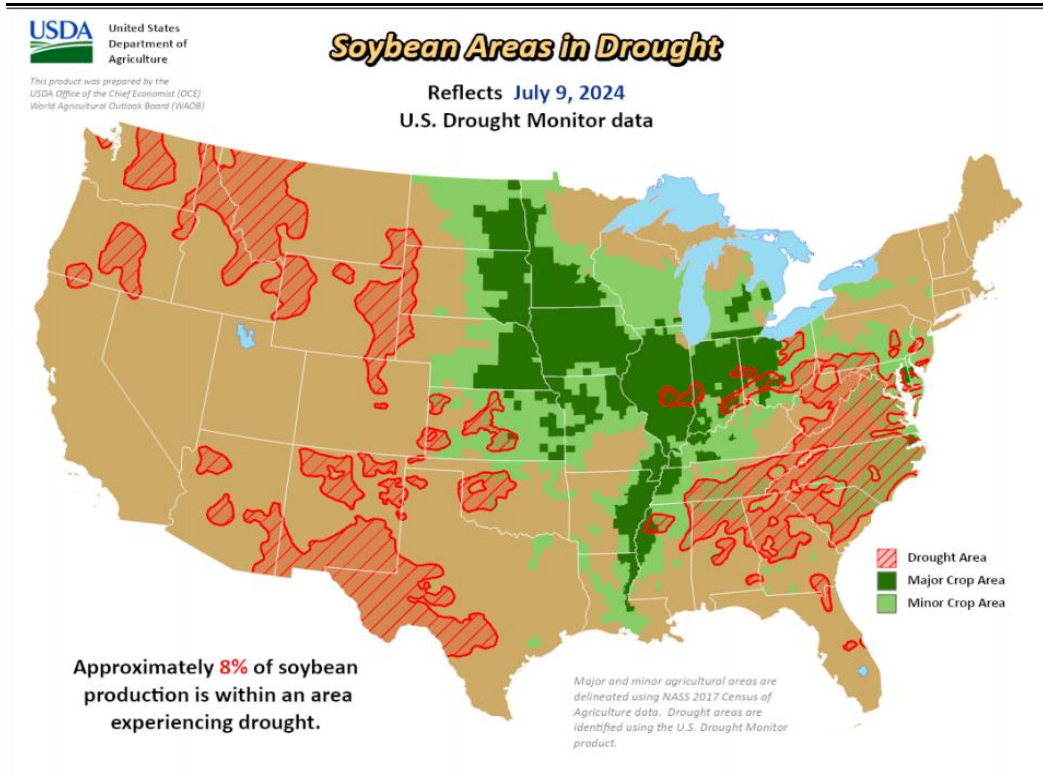 USDA
United States
Department of
Agriculture
This product was prepared by the
USDA Office of the Chief Economist (OCE)
World Agricultural Outlook Board (WAOB)
Soybean Areas in Drought
Reflects July 9, 2024
U.S. Drought Monitor data
Drought Area
Major Crop Area
Minor Crop Area
Approximately 8% of soybean
production is within an area
experiencing drought.
Major and minor agricultural areas are
delineated using NASS 2017 Census of
Agriculture data. Drought areas are
identified using the U.S. Drought Monitor
product.